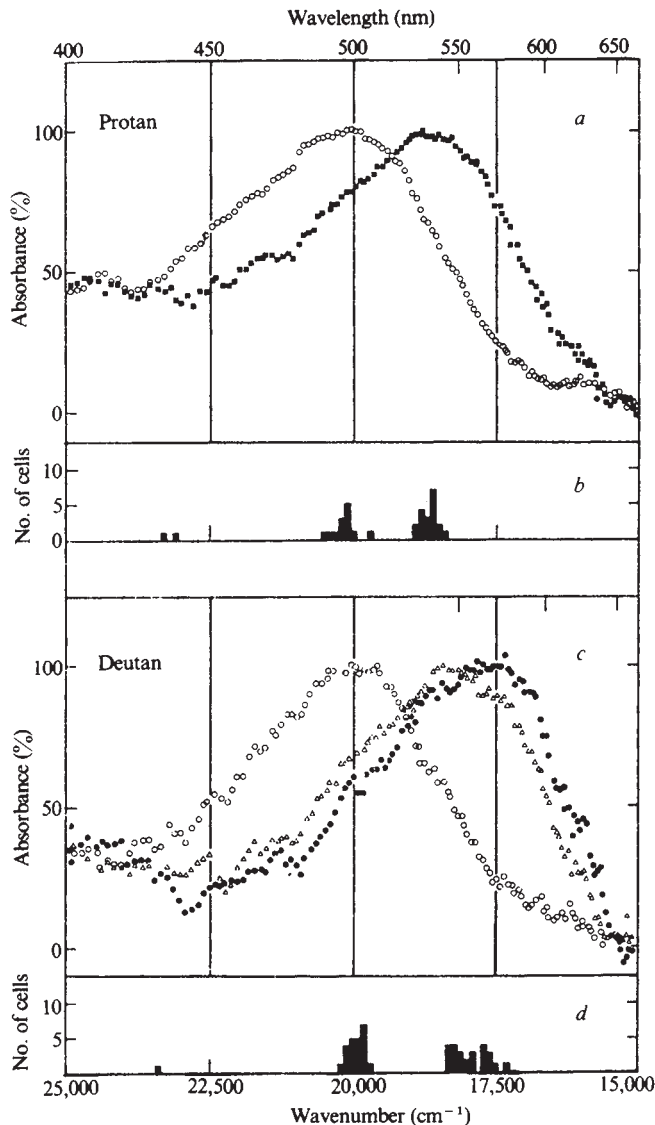 Wavelength (nm)
400 450 500 550 600 650
Protan
a
100
50
0
Absorbance (%)
b
10
5
0
No. of cells
Deutan
c
100
50
0
Absorbance (%)
d
10
5
0
No. of cells
25,000 22,500 20,000 17,500 15,000
Wavenumber (cm⁻¹)